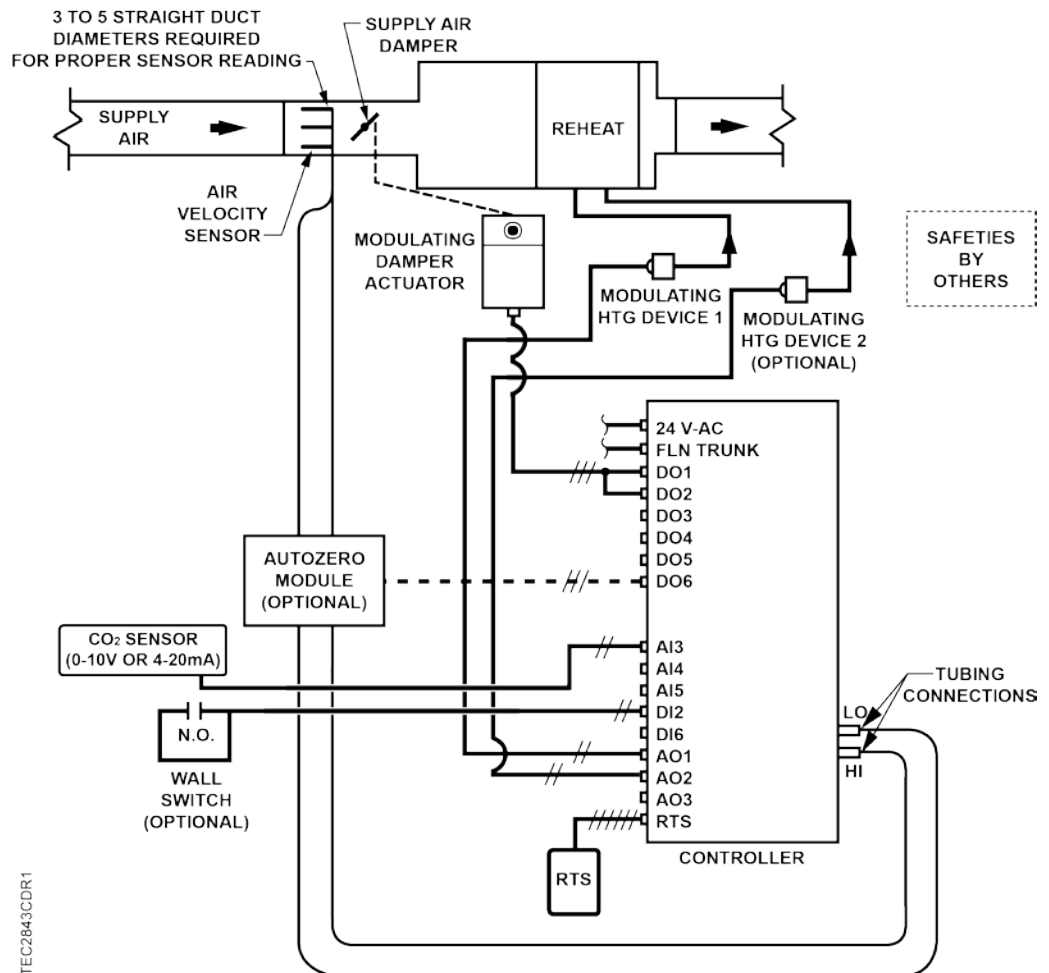 3 TO 5 STRAIGHT DUCT
DIAMETERS REQUIRED
FOR PROPER SENSOR READING
SUPPLY AIR
DAMPER
SUPPLY
AIR
REHEAT
AIR
VELOCITY
SENSOR
MODULATING
DAMPER
ACTUATOR
MODULATING
HTG DEVICE 1
MODULATING
HTG DEVICE 2
(OPTIONAL)
SAFETIES
BY
OTHERS
24 V-AC
FLN TRUNK
DO1
DO2
DO3
DO4
DO5
DO6
AUTOZERO
MODULE
(OPTIONAL)
CO₂ SENSOR
(0-10V OR 4-20mA)
AI3
AI4
AI5
DI2
DI6
AO1
AO2
AO3
RTS
N.O.
WALL
SWITCH
(OPTIONAL)
TUBING
CONNECTIONS
LO
HI
CONTROLLER
RTS
TEC2843CDR1